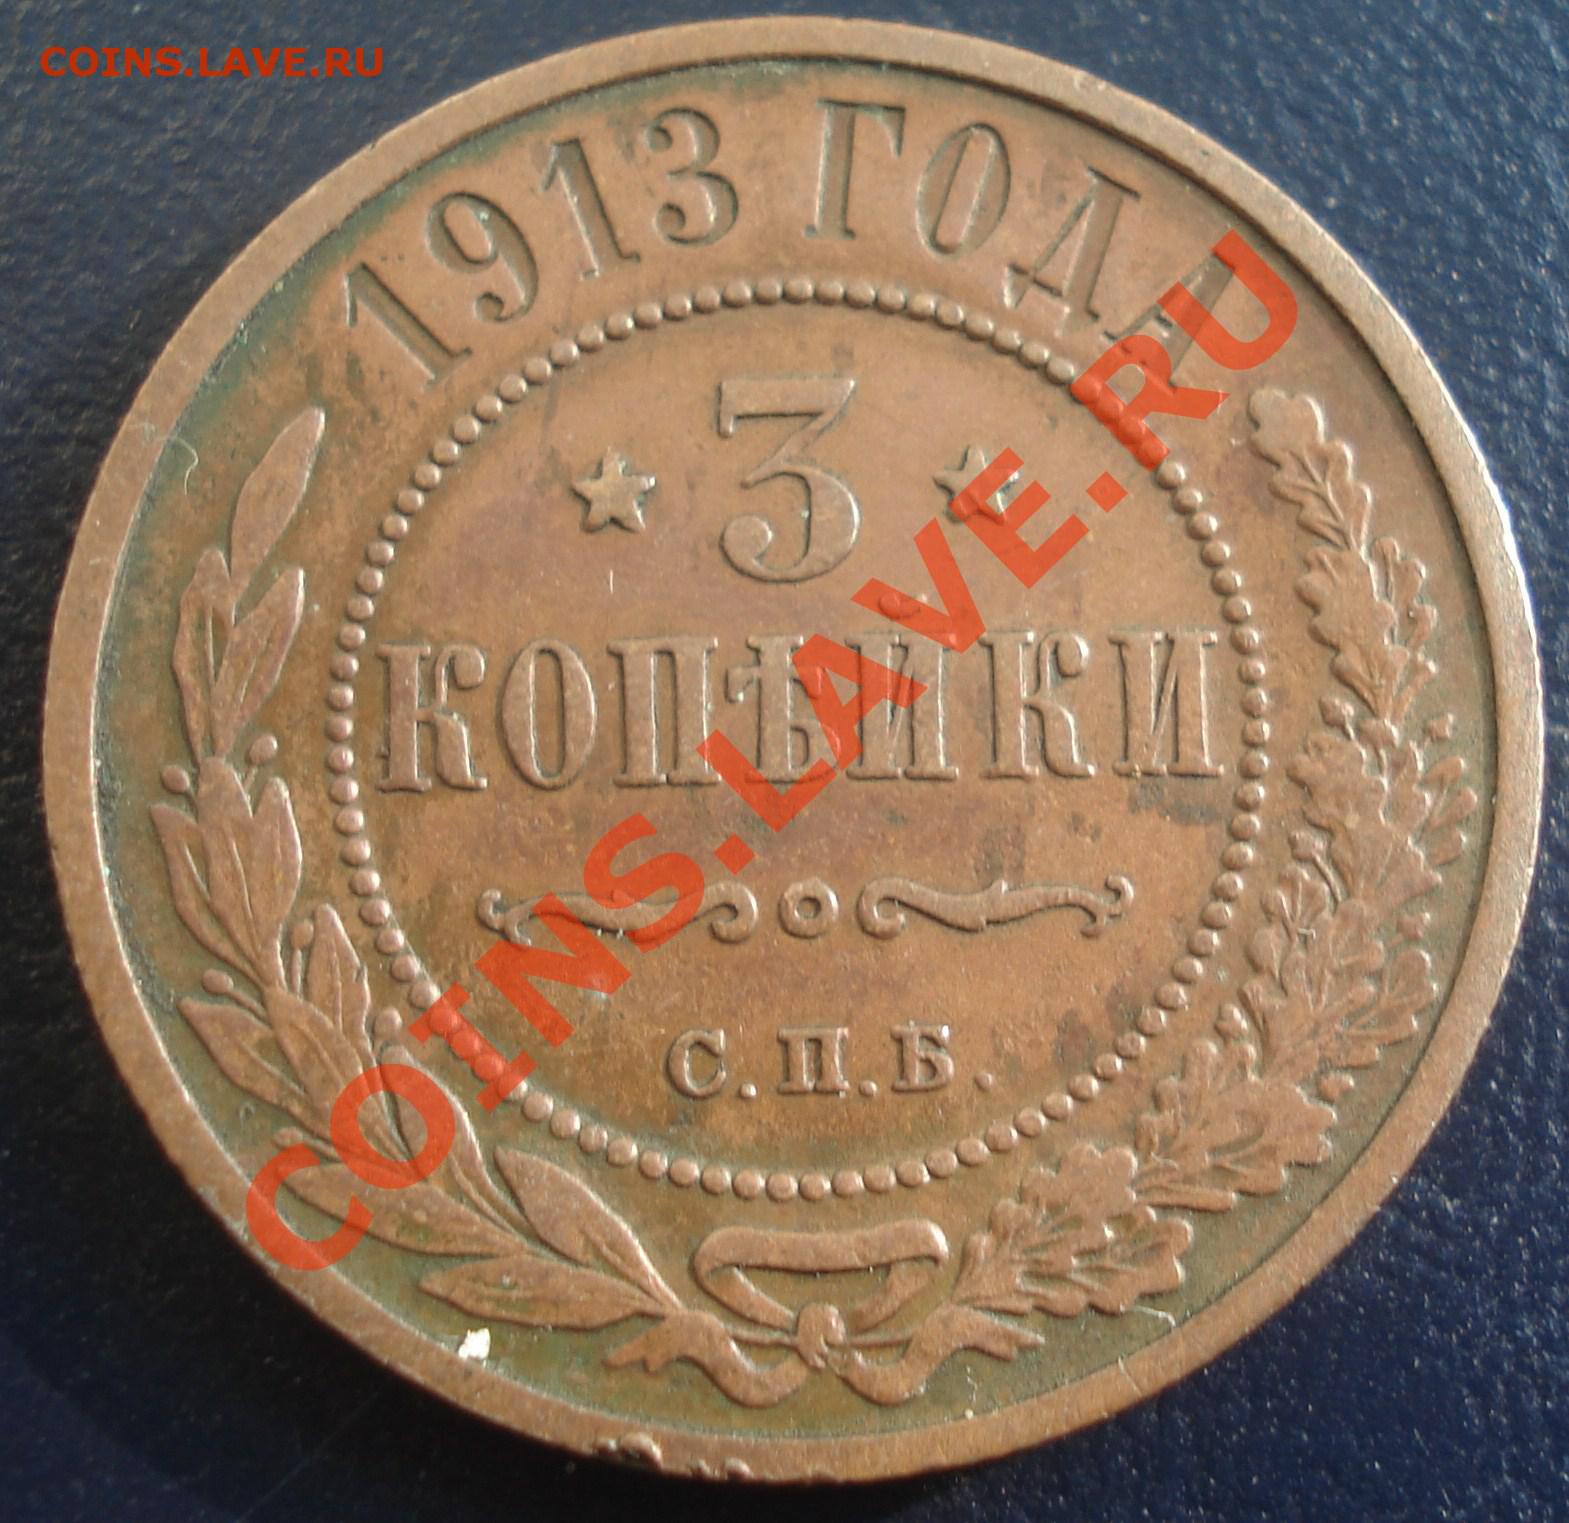 COINS.LAVE.RU
1913 ГОДА
3
КОПѢЙКИ
С.П.Б.
COINS.LAVE.RU